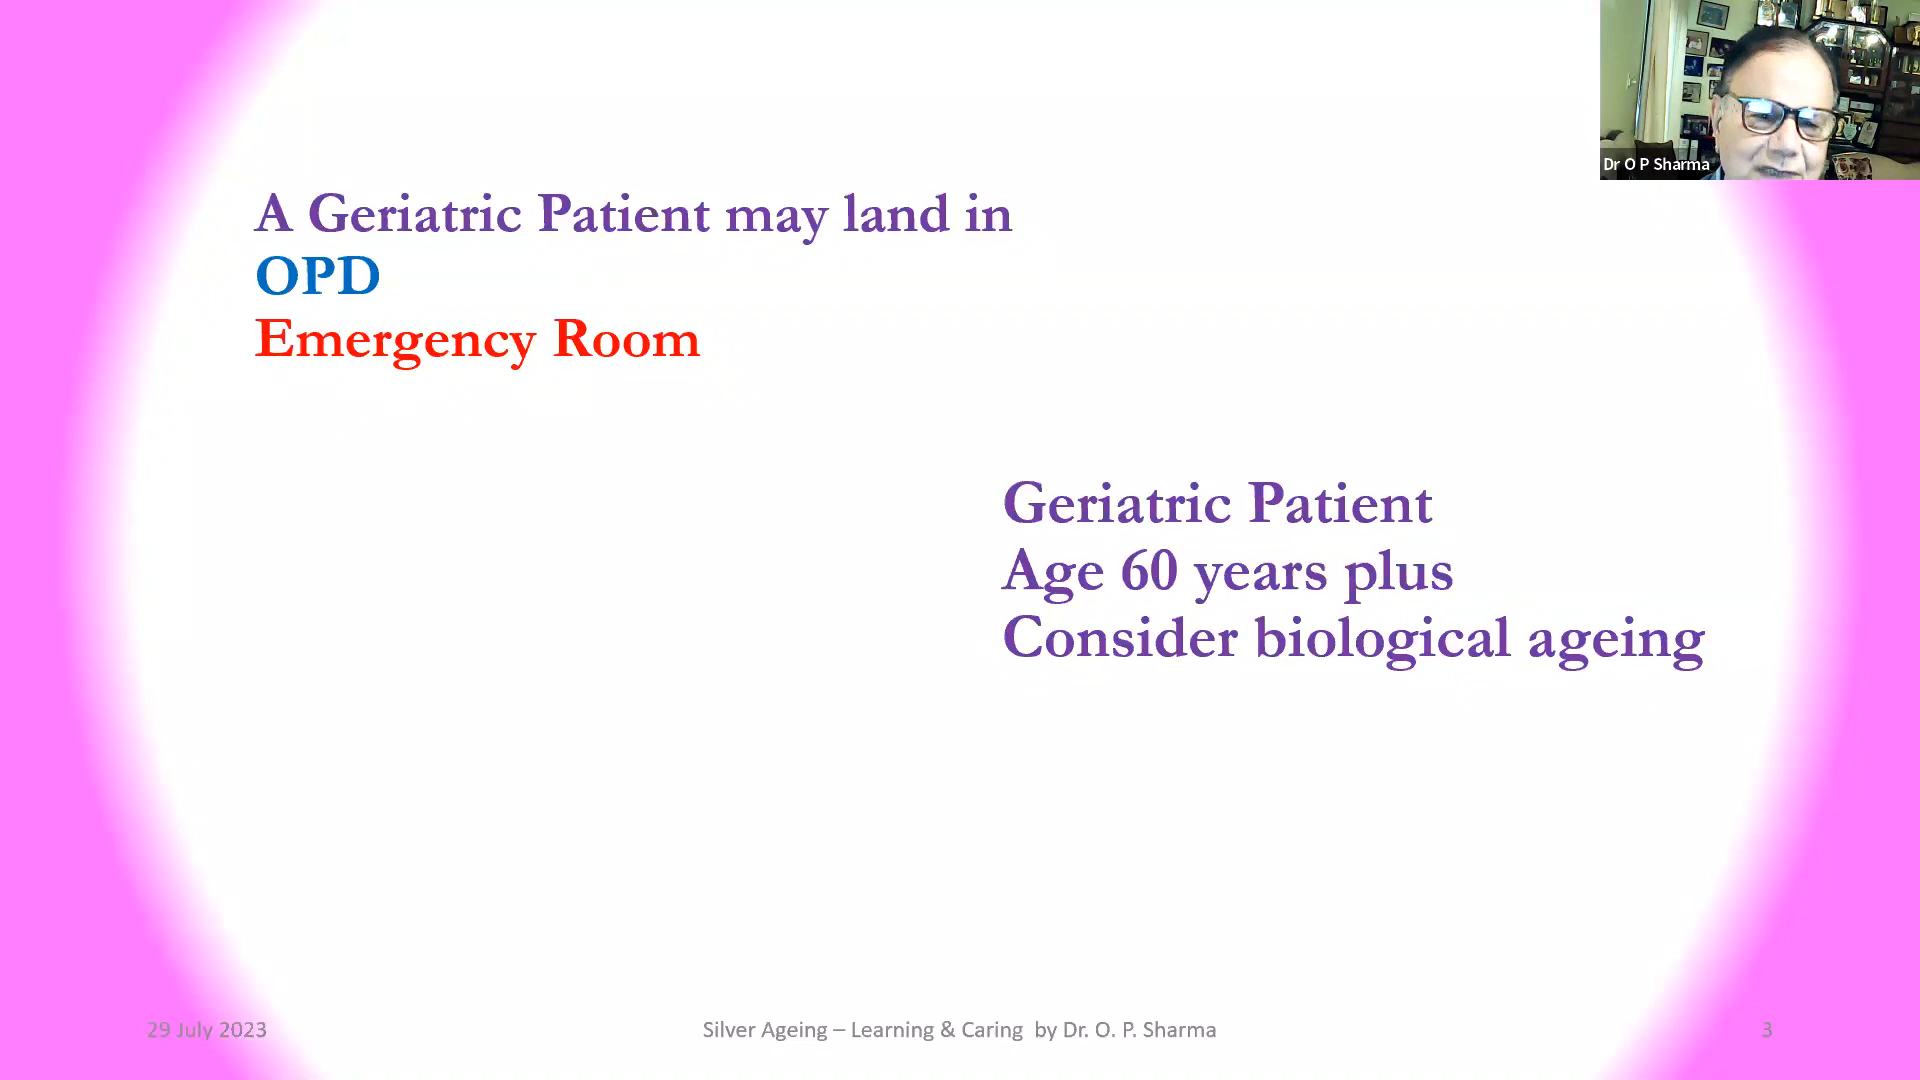 Dr O P Sharma
A Geriatric Patient may land in
OPD
Emergency Room
Geriatric Patient
Age 60 years plus
Consider biological ageing
29 July 2023
Silver Ageing – Learning & Caring by Dr. O. P. Sharma
3